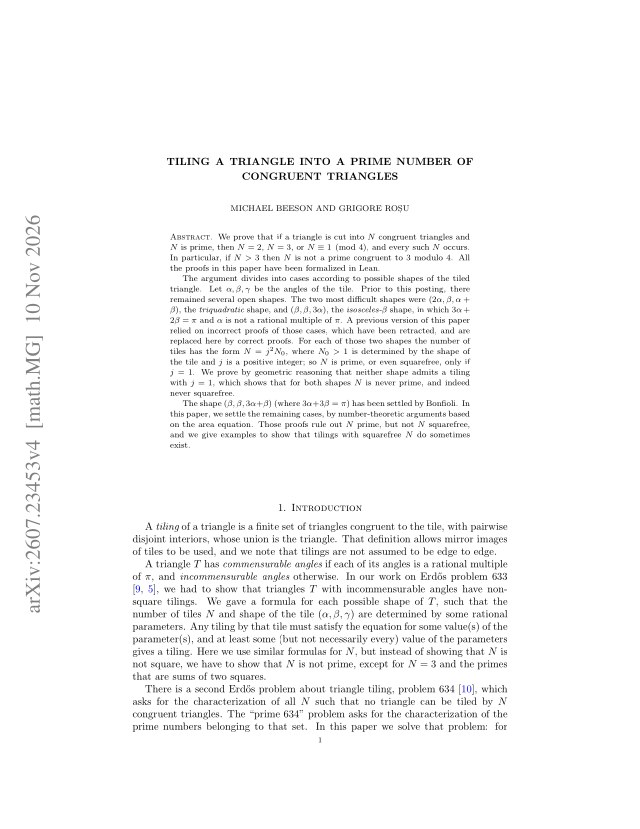 arXiv:2607.23453v4 [math.MG] 10 Nov 2026
TILING A TRIANGLE INTO A PRIME NUMBER OF
CONGRUENT TRIANGLES
MICHAEL BEESON AND GRIGORE ROȘU
Abstract. We prove that if a triangle is cut into N congruent triangles and
N is prime, then N = 2, N = 3, or N ≡ 1 (mod 4), and every such N occurs.
In particular, if N > 3 then N is not a prime congruent to 3 modulo 4. All
the proofs in this paper have been formalized in Lean.
The argument divides into cases according to possible shapes of the tiled
triangle. Let α, β, γ be the angles of the tile. Prior to this posting, there
remained several open shapes. The two most difficult shapes were (2α, β, α +
β), the triquadratic shape, and (β, β, 3α), the isosceles-β shape, in which 3α +
2β = π and α is not a rational multiple of π. A previous version of this paper
relied on incorrect proofs of those cases, which have been retracted, and are
replaced here by correct proofs. For each of those two shapes the number of
tiles has the form N = j²N₀, where N₀ > 1 is determined by the shape of
the tile and j is a positive integer; so N is prime, or even squarefree, only if
j = 1. We prove by geometric reasoning that neither shape admits a tiling
with j = 1, which shows that for both shapes N is never prime, and indeed
never squarefree.
The shape (β, β, 3α+β) (where 3α+3β = π) has been settled by Bonfioli. In
this paper, we settle the remaining cases, by number-theoretic arguments based
on the area equation. Those proofs rule out N prime, but not N squarefree,
and we give examples to show that tilings with squarefree N do sometimes
exist.
1. Introduction
A tiling of a triangle is a finite set of triangles congruent to the tile, with pairwise
disjoint interiors, whose union is the triangle. That definition allows mirror images
of tiles to be used, and we note that tilings are not assumed to be edge to edge.
A triangle T has commensurable angles if each of its angles is a rational multiple
of π, and incommensurable angles otherwise. In our work on Erdős problem 633
[9, 5], we had to show that triangles T with incommensurable angles have non-
square tilings. We gave a formula for each possible shape of T, such that the
number of tiles N and shape of the tile (α, β, γ) are determined by some rational
parameters. Any tiling by that tile must satisfy the equation for some value(s) of the
parameter(s), and at least some (but not necessarily every) value of the parameters
gives a tiling. Here we use similar formulas for N, but instead of showing that N is
not square, we have to show that N is not prime, except for N = 3 and the primes
that are sums of two squares.
There is a second Erdős problem about triangle tiling, problem 634 [10], which
asks for the characterization of all N such that no triangle can be tiled by N
congruent triangles. The “prime 634” problem asks for the characterization of the
prime numbers belonging to that set. In this paper we solve that problem: for
1